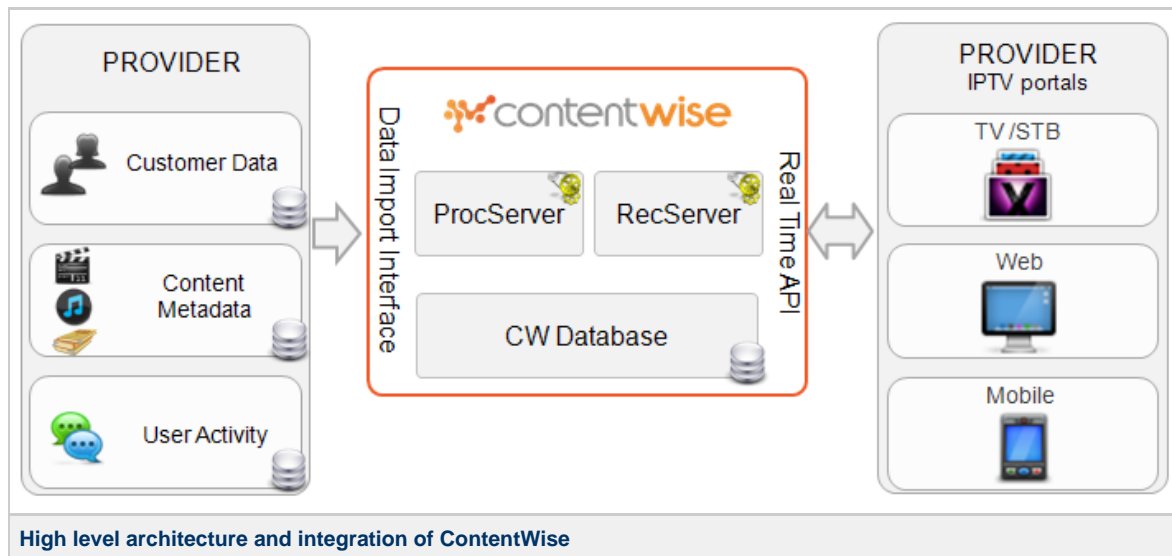 PROVIDER
Customer Data
Content
Metadata
User Activity
Data Import Interface
contentwise
ProcServer
RecServer
CW Database
Real Time API
PROVIDER
IPTV portals
TV/STB
Web
Mobile
High level architecture and integration of ContentWise